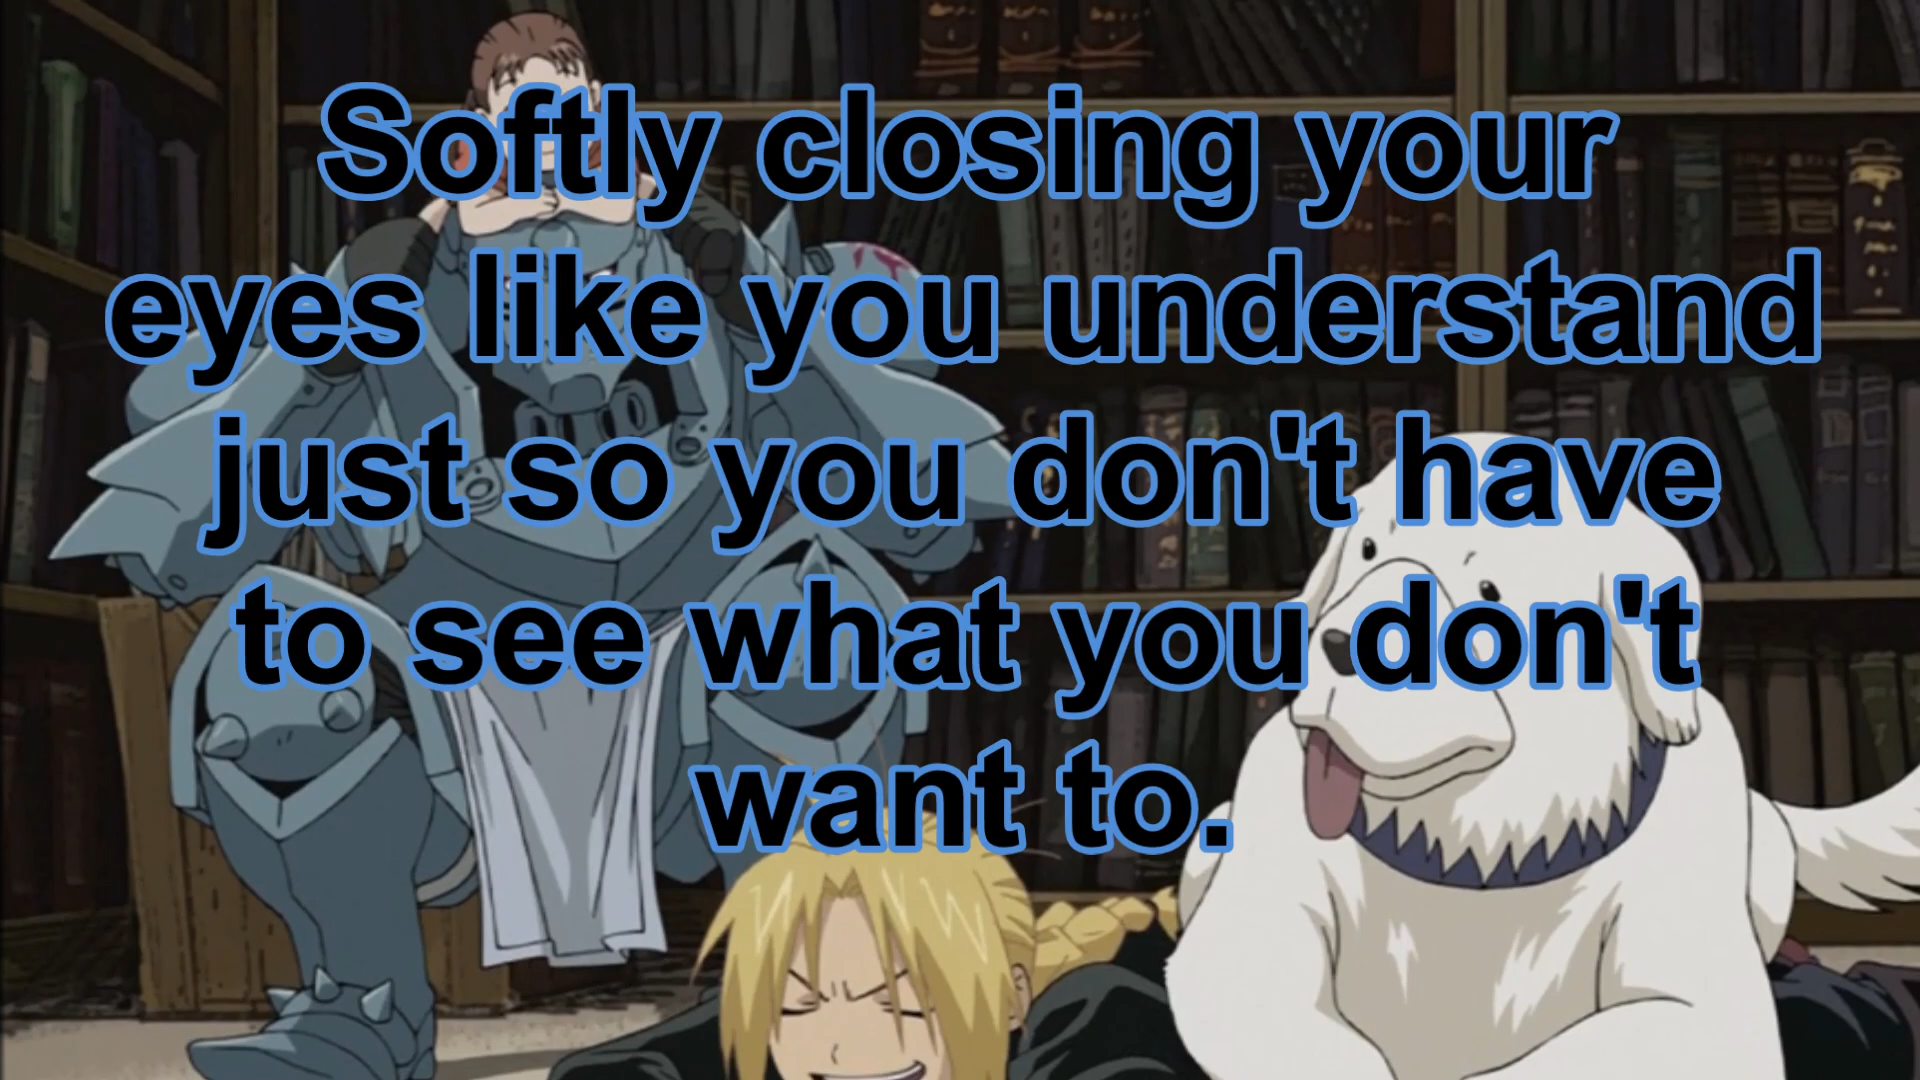 Softly closing your
eyes like you understand
just so you don't have
to see what you don't
want to.